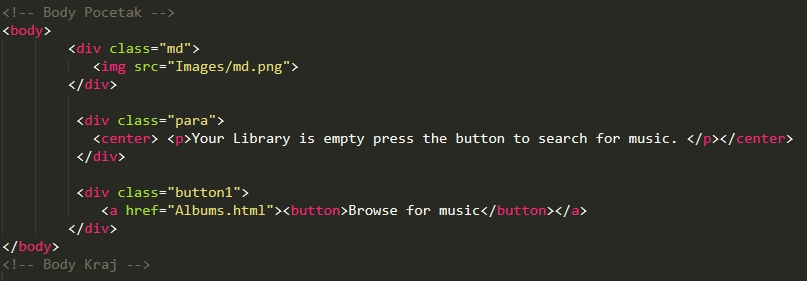 <!-- Body Pocetak -->
<body>
<div class="md">
<img src="Images/md.png">
</div>
<div class="para">
<center> <p>Your Library is empty press the button to search for music. </p></center>
</div>
<div class="button1">
<a href="Albums.html"><button>Browse for music</button></a>
</div>
</body>
<!-- Body Kraj -->